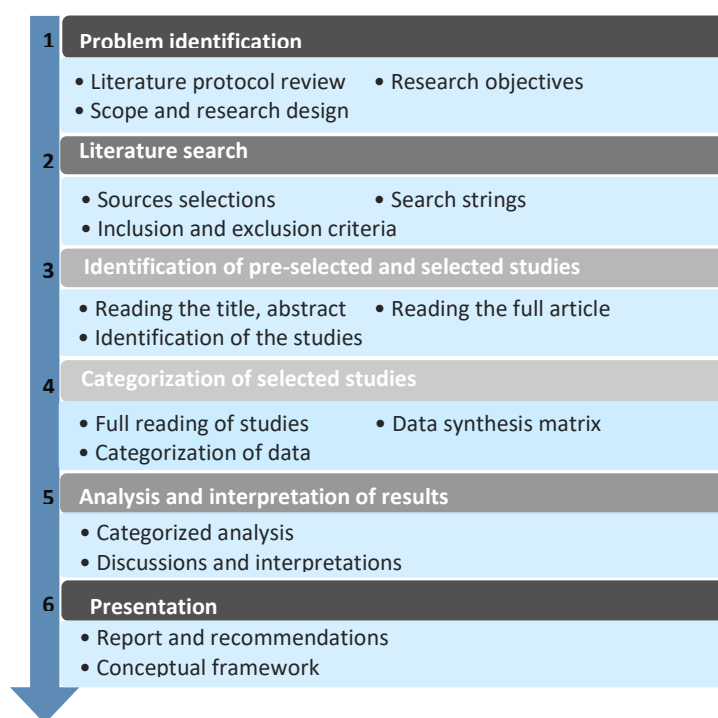 1 Problem identification
• Literature protocol review • Research objectives
• Scope and research design
2 Literature search
• Sources selections • Search strings
• Inclusion and exclusion criteria
3 Identification of pre-selected and selected studies
• Reading the title, abstract • Reading the full article
• Identification of the studies
4 Categorization of selected studies
• Full reading of studies • Data synthesis matrix
• Categorization of data
5 Analysis and interpretation of results
• Categorized analysis
• Discussions and interpretations
6 Presentation
• Report and recommendations
• Conceptual framework